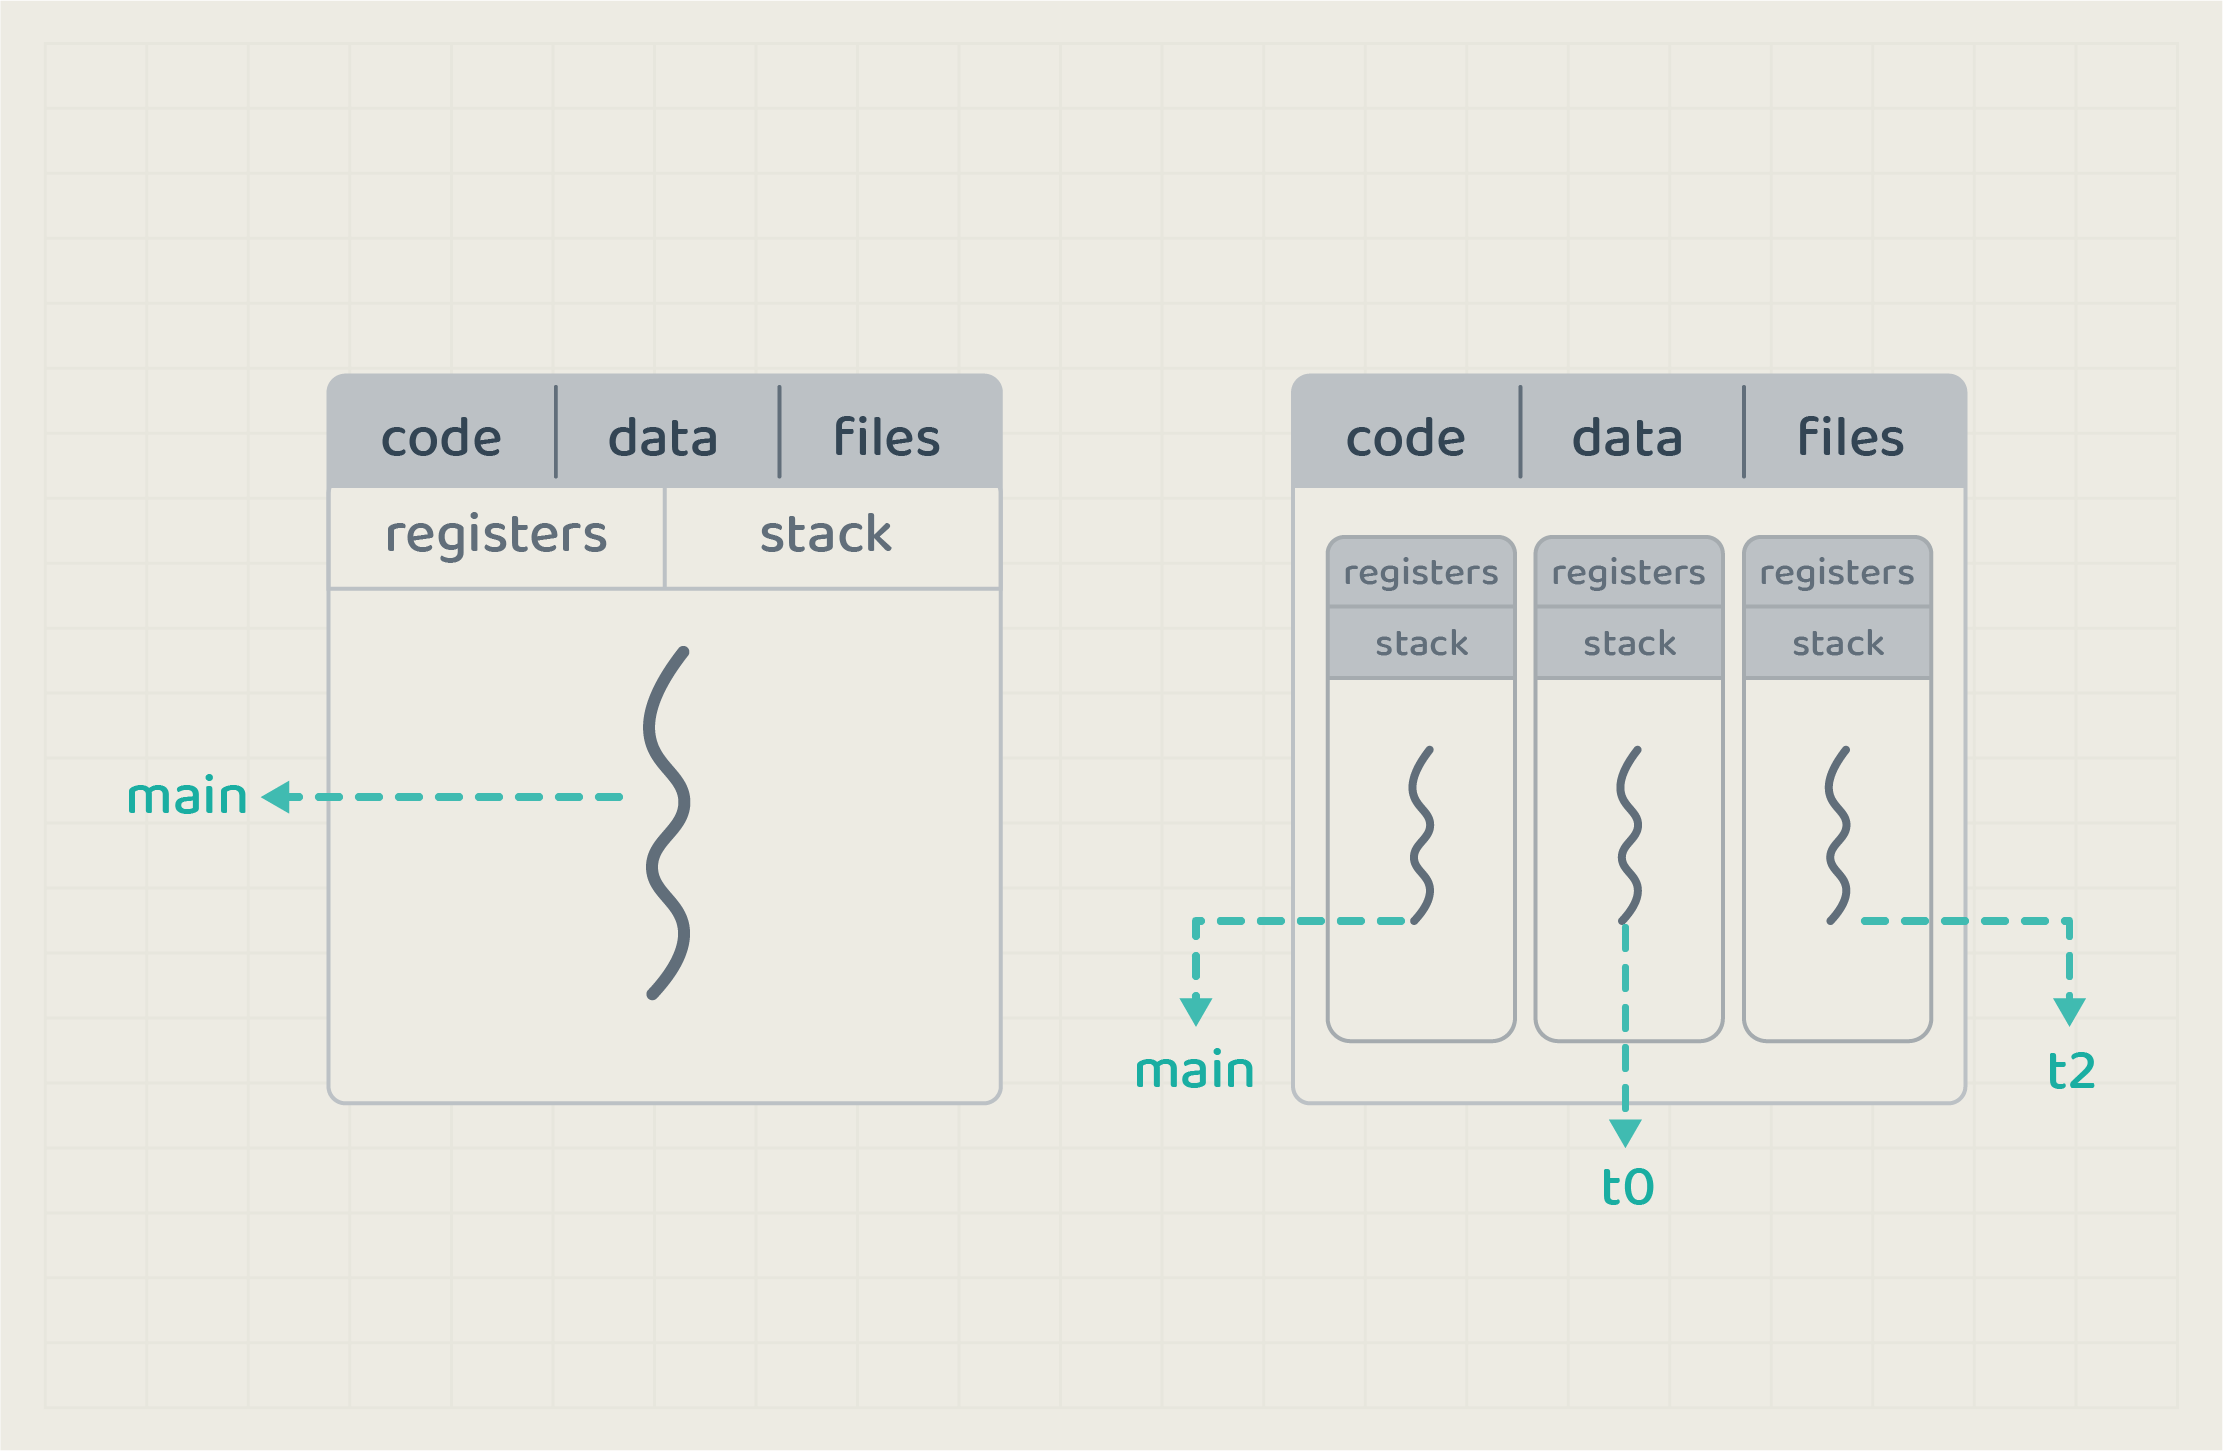 code data files
registers stack
main
code data files
registers registers registers
stack stack stack
main
t0
t2